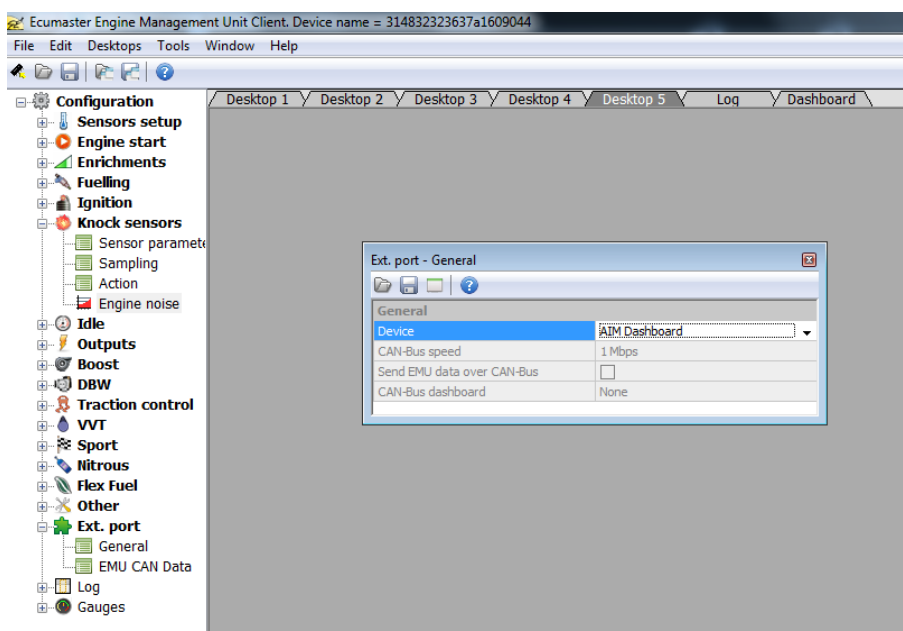 Ecumaster Engine Management Unit Client. Device name = 314832323637a1609044
File Edit Desktops Tools Window Help
Configuration
Sensors setup
Engine start
Enrichments
Fuelling
Ignition
Knock sensors
Sensor paramete
Sampling
Action
Engine noise
Idle
Outputs
Boost
DBW
Traction control
VVT
Sport
Nitrous
Flex Fuel
Other
Ext. port
General
EMU CAN Data
Log
Gauges
Desktop 1 Desktop 2 Desktop 3 Desktop 4 Desktop 5 Log Dashboard
Ext. port - General
General
Device AIM Dashboard
CAN-Bus speed 1 Mbps
Send EMU data over CAN-Bus
CAN-Bus dashboard None